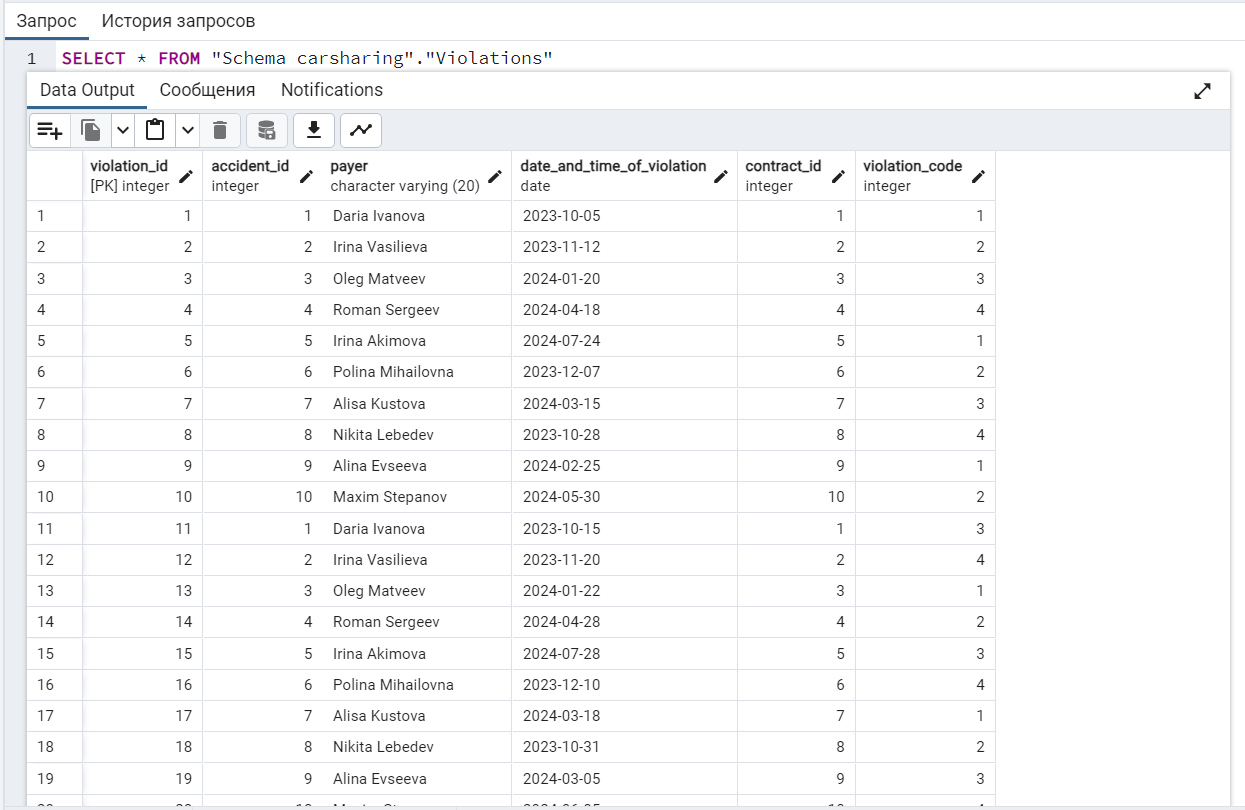 Запрос История запросов
1 SELECT * FROM "Schema carsharing"."Violations"
Data Output Сообщения Notifications
violation_id accident_id payer date_and_time_of_violation contract_id violation_code
[PK] integer integer character varying (20) date integer integer
1 1 1 Daria Ivanova 2023-10-05 1 1
2 2 2 Irina Vasilieva 2023-11-12 2 2
3 3 3 Oleg Matveev 2024-01-20 3 3
4 4 4 Roman Sergeev 2024-04-18 4 4
5 5 5 Irina Akimova 2024-07-24 5 1
6 6 6 Polina Mihailovna 2023-12-07 6 2
7 7 7 Alisa Kustova 2024-03-15 7 3
8 8 8 Nikita Lebedev 2023-10-28 8 4
9 9 9 Alina Evseeva 2024-02-25 9 1
10 10 10 Maxim Stepanov 2024-05-30 10 2
11 11 1 Daria Ivanova 2023-10-15 1 3
12 12 2 Irina Vasilieva 2023-11-20 2 4
13 13 3 Oleg Matveev 2024-01-22 3 1
14 14 4 Roman Sergeev 2024-04-28 4 2
15 15 5 Irina Akimova 2024-07-28 5 3
16 16 6 Polina Mihailovna 2023-12-10 6 4
17 17 7 Alisa Kustova 2024-03-18 7 1
18 18 8 Nikita Lebedev 2023-10-31 8 2
19 19 9 Alina Evseeva 2024-03-05 9 3